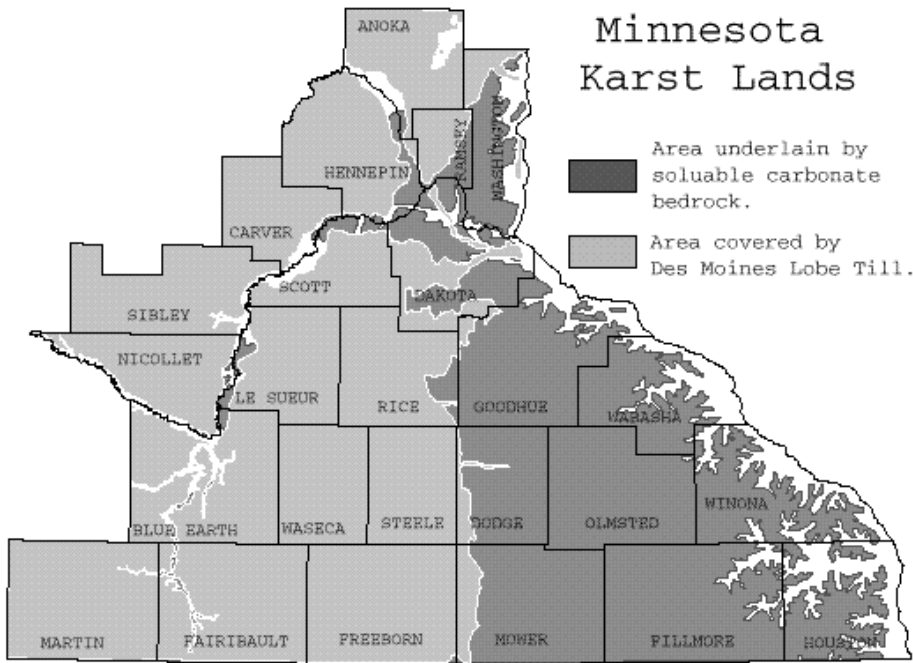 Minnesota
Karst Lands
Area underlain by
soluable carbonate
bedrock.
Area covered by
Des Moines Lobe Till.
ANOKA
RAMSEY
WASHINGTON
HENNEPIN
CARVER
SCOTT
DAKOTA
SIBLEY
NICOLLET
LE SUEUR
RICE
GOODHUE
WABASHA
BLUE EARTH
WASECA
STEELE
DODGE
OLMSTED
WINONA
MARTIN
FAIRIBAULT
FREEBORN
MOWER
FILLMORE
HOUSTON